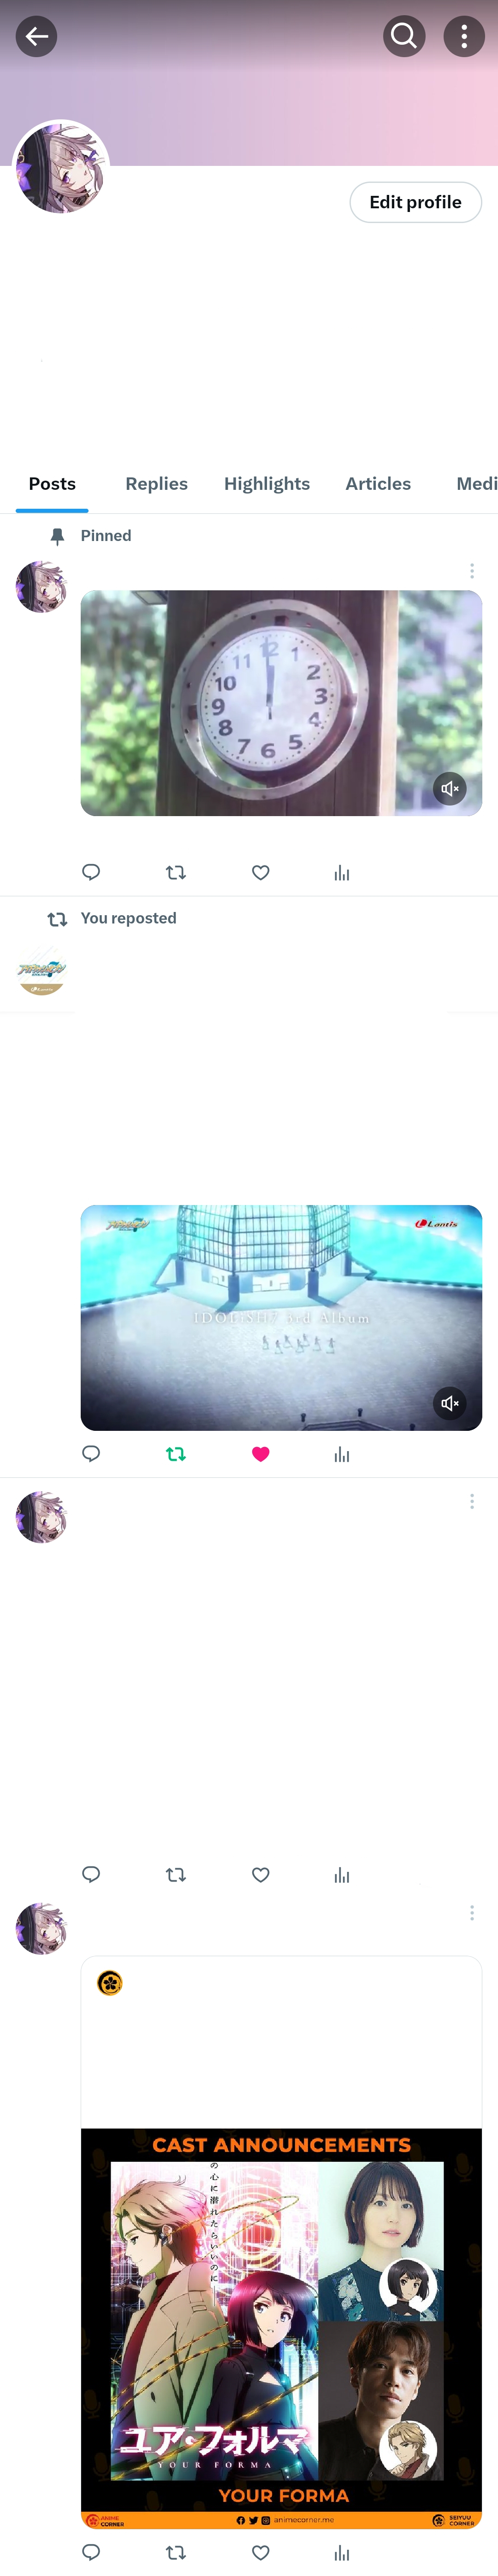 Edit profile
Posts Replies Highlights Articles Medi
Pinned
12
11
10
9
8
7
6
5
4
3
2
1
You reposted
Lantis
IDOLiSH7 3rd Album
CAST ANNOUNCEMENTS
の心に潜れたらいいのに
ユア・フォルマ
YOUR FORMA
YOUR FORMA
ANIME CORNER
animecorner.me
SEIYUU CORNER